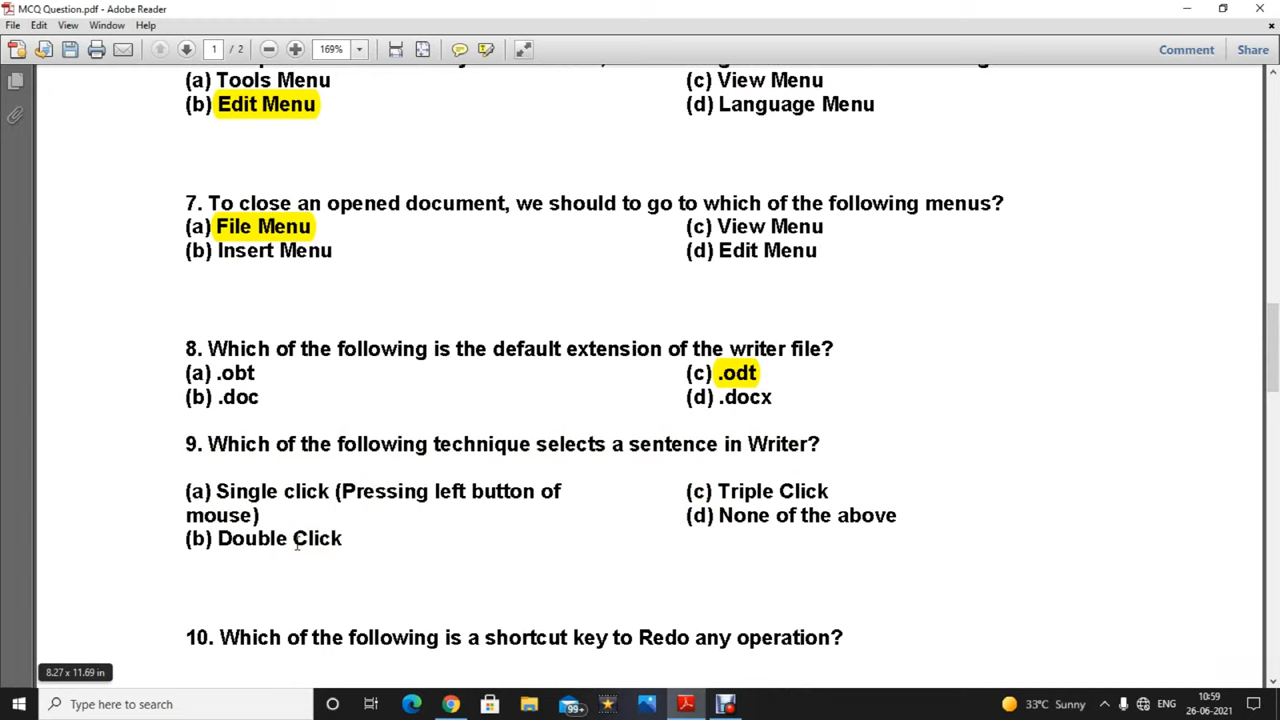 MCQ Question.pdf - Adobe Reader
File Edit View Window Help
1 / 2 169% Comment Share
(a) Tools Menu (c) View Menu
(b) Edit Menu (d) Language Menu
7. To close an opened document, we should to go to which of the following menus?
(a) File Menu (c) View Menu
(b) Insert Menu (d) Edit Menu
8. Which of the following is the default extension of the writer file?
(a) .obt (c) .odt
(b) .doc (d) .docx
9. Which of the following technique selects a sentence in Writer?
(a) Single click (Pressing left button of (c) Triple Click
mouse) (d) None of the above
(b) Double Click
10. Which of the following is a shortcut key to Redo any operation?
8.27 x 11.69 in
Type here to search 99+ 33°C Sunny ENG 10:59
26-06-2021